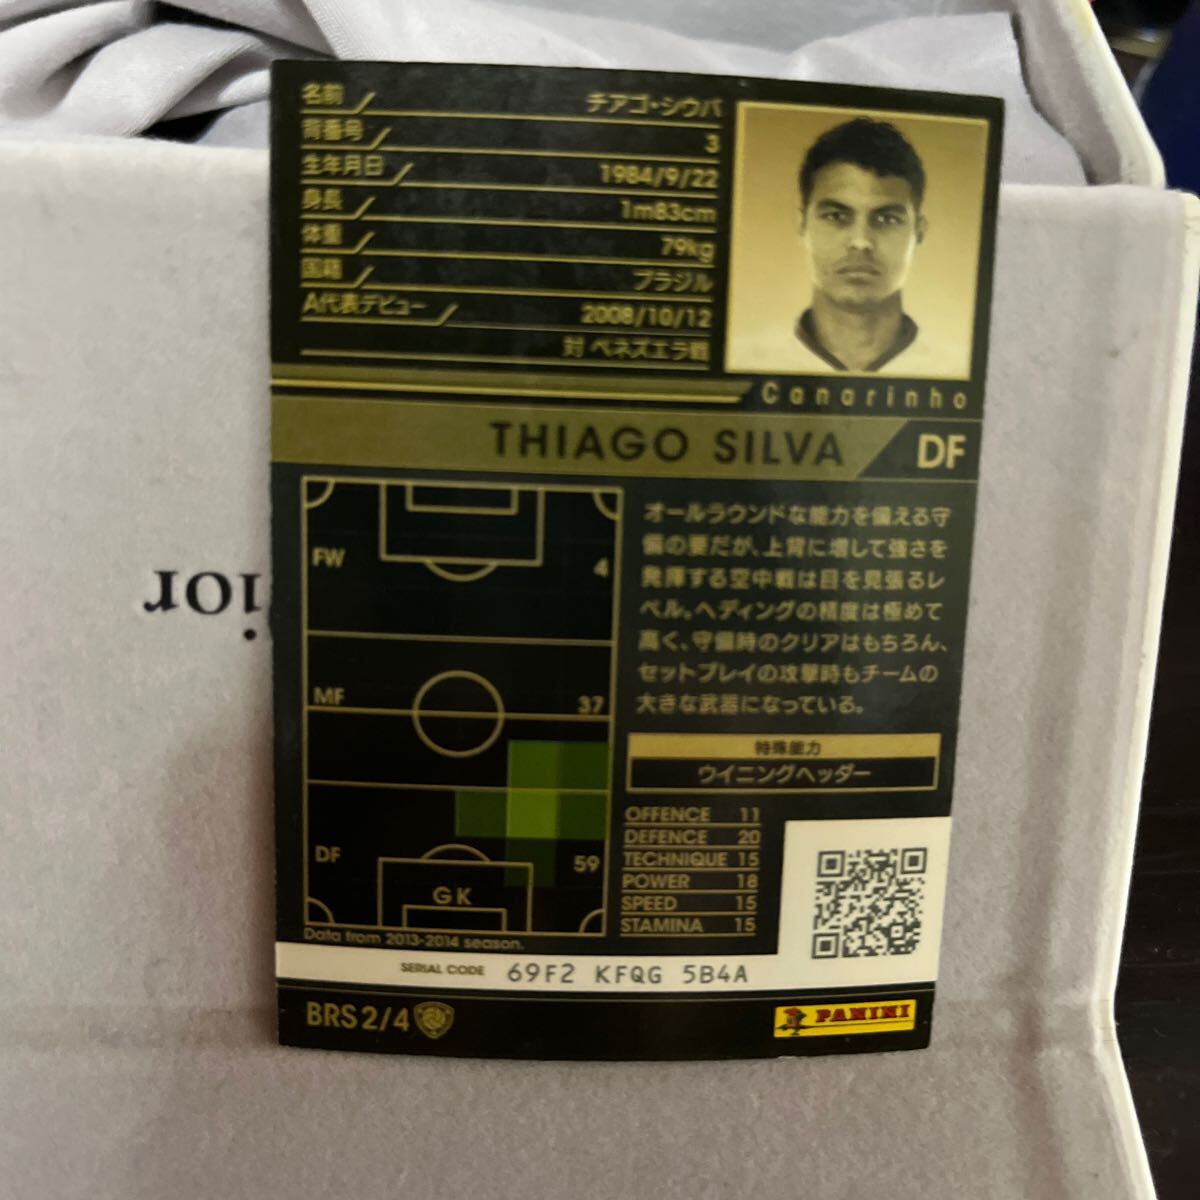 名前 チアゴ・シウバ
背番号 3
生年月日 1984/9/22
身長 1m83cm
体重 79kg
国籍 ブラジル
A代表デビュー 2008/10/12
対 ベネズエラ戦
Canarinho
THIAGO SILVA DF
FW 4
MF 37
DF 59
GK
Data from 2013-2014 season.
オールラウンドな能力を備える守
備の要だが、上背に増して強さを
発揮する空中戦は目を見張るレ
ベル。ヘディングの精度は極めて
高く、守備時のクリアはもちろん、
セットプレイの攻撃時もチームの
大きな武器になっている。
特殊能力
ウイニングヘッダー
OFFENCE 11
DEFENCE 20
TECHNIQUE 15
POWER 18
SPEED 15
STAMINA 15
SERIAL CODE 69F2 KFQG 5B4A
BRS 2/4
PANINI
ior